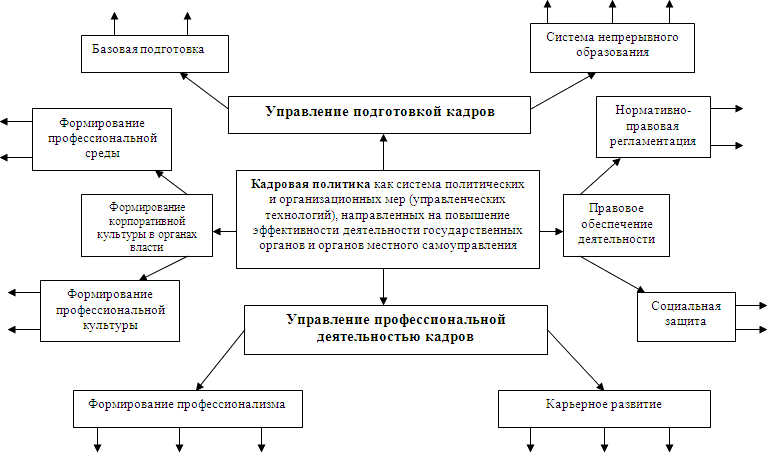 Базовая подготовка
Система непрерывного
образования
Управление подготовкой кадров
Формирование
профессиональной
среды
Нормативно-
правовая
регламентация
Кадровая политика как система политических
и организационных мер (управленческих
технологий), направленных на повышение
эффективности деятельности государственных
органов и органов местного самоуправления
Формирование
корпоративной
культуры в органах
власти
Правовое
обеспечение
деятельности
Формирование
профессиональной
культуры
Управление профессиональной
деятельностью кадров
Социальная
защита
Формирование профессионализма
Карьерное развитие